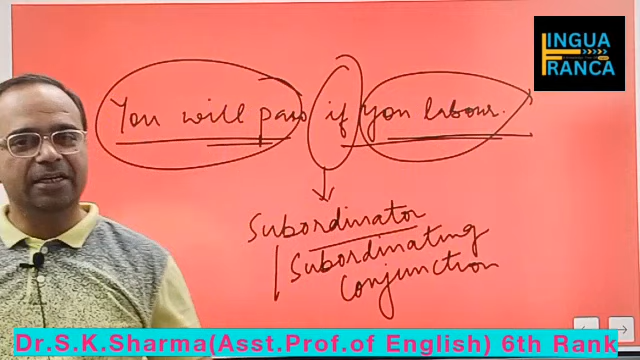 LINGUA
FRANCA
You will pass if you labour.
Subordinator
Subordinating
Conjunction
Dr.S.K.Sharma(Asst.Prof.of English) 6th Rank